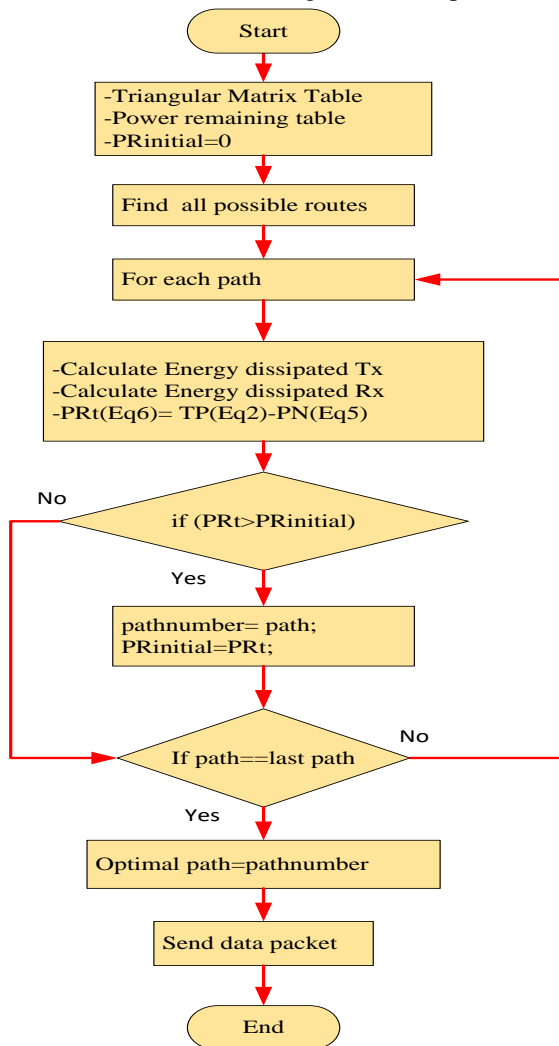 Start
-Triangular Matrix Table
-Power remaining table
-PRinitial=0
Find all possible routes
For each path
-Calculate Energy dissipated Tx
-Calculate Energy dissipated Rx
-PRt(Eq6)= TP(Eq2)-PN(Eq5)
No
if (PRt>PRinitial)
Yes
pathnumber= path;
PRinitial=PRt;
If path==last path
No
Yes
Optimal path=pathnumber
Send data packet
End